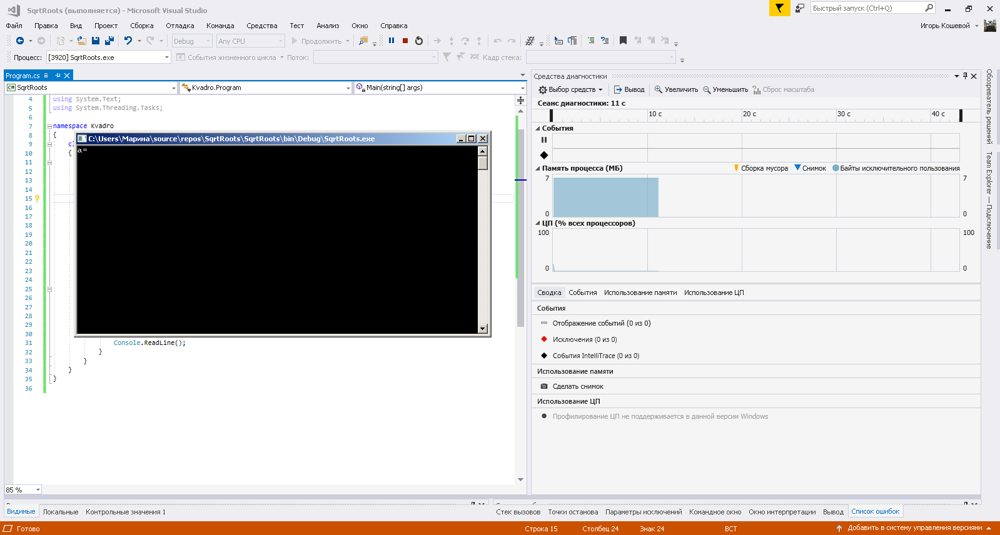 SqrtRoots (выполняется) - Microsoft Visual Studio
Быстрый запуск (Ctrl+Q)
Файл Правка Вид Проект Сборка Отладка Команда Средства Тест Анализ Окно Справка
Игорь Кошевой
Debug Any CPU Продолжить
Процесс: [3920] SqrtRoots.exe События жизненного цикла Поток: Кадр стека:
Program.cs
SqrtRoots Kvadro.Program Main(string[] args)
4 using System.Text;
5 using System.Threading.Tasks;
6
7 namespace Kvadro
8 {
9 cl
10 {
11
12
13
14
15
16
17
18
19
20
21
22
23
24
25
26
27
28
29
30
31 Console.ReadLine();
32 }
33 }
34 }
35 }
36
C:\Users\Марина\source\repos\SqrtRoots\SqrtRoots\bin\Debug\SqrtRoots.exe
a=
85 %
Средства диагностики
Выбор средств Вывод Увеличить Уменьшить Сброс масштаба
Сеанс диагностики: 11 с
10 с 20 с 30 с 40 с
События
Память процесса (МБ) Сборка мусора Снимок Байты исключительного пользования
7 7
0 0
ЦП (% всех процессоров)
100 100
0 0
Сводка События Использование памяти Использование ЦП
События
Отображение событий (0 из 0)
Исключения (0 из 0)
События IntelliTrace (0 из 0)
Использование памяти
Сделать снимок
Использование ЦП
Профилирование ЦП не поддерживается в данной версии Windows
Обозреватель решений
Team Explorer — Подключение
Видимые Локальные Контрольные значения 1
Стек вызовов Точки останова Параметры исключений Командное окно Окно интерпретации Вывод Список ошибок
Готово Строка 15 Столбец 24 Знак 24 ВСТ Добавить в систему управления версиями